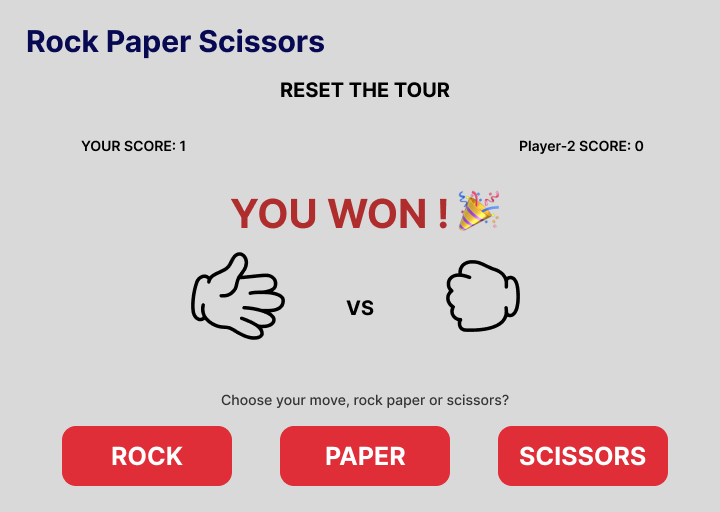 Rock Paper Scissors
RESET THE TOUR
YOUR SCORE: 1
Player-2 SCORE: 0
YOU WON ! 🎉
VS
Choose your move, rock paper or scissors?
ROCK
PAPER
SCISSORS